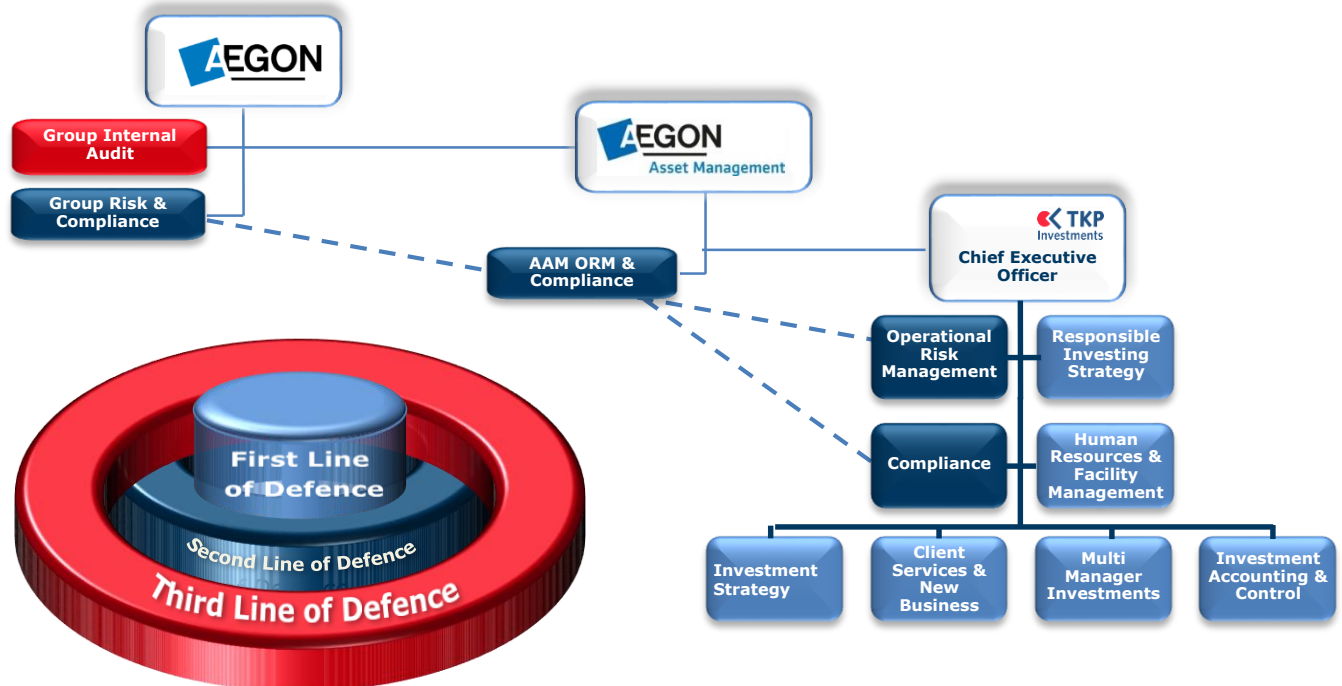 AEGON
Group Internal
Audit
AEGON
Asset Management
Group Risk &
Compliance
TKP
Investments
Chief Executive
Officer
AAM ORM &
Compliance
Operational
Risk
Management
Responsible
Investing
Strategy
Compliance
Human
Resources &
Facility
Management
First Line
of Defence
Second Line of Defence
Third Line of Defence
Investment
Strategy
Client
Services &
New
Business
Multi
Manager
Investments
Investment
Accounting &
Control